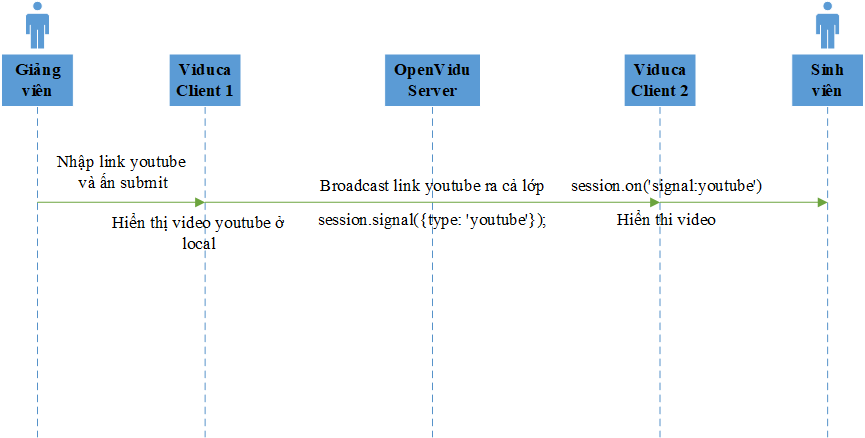 Giảng
viên
Viduca
Client 1
OpenVidu
Server
Viduca
Client 2
Sinh
viên
Nhập link youtube
và ấn submit
Broadcast link youtube ra cả lớp
session.on('signal:youtube')
Hiển thị video youtube ở
local
session.signal({type: 'youtube'});
Hiển thi video